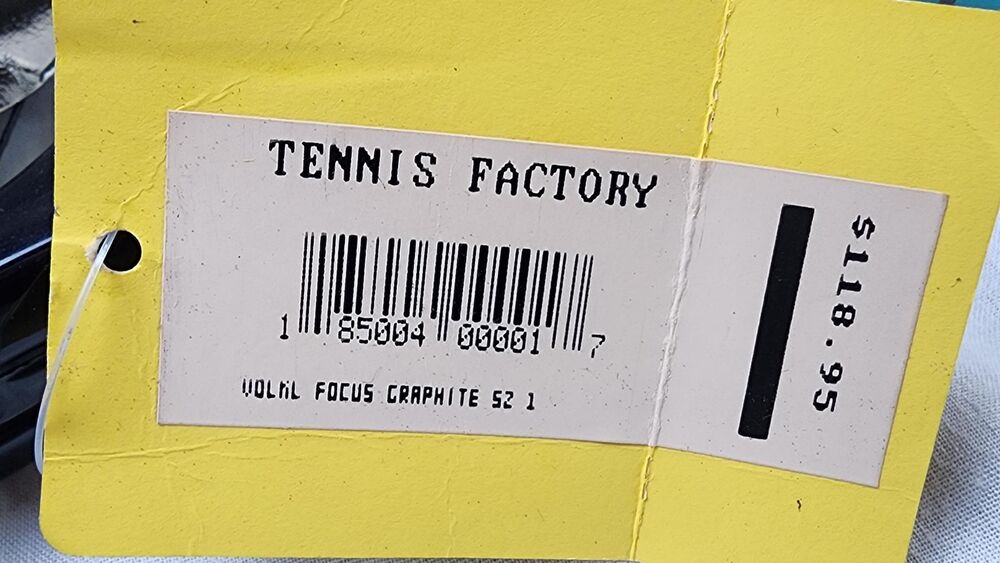 TENNIS FACTORY
1 85004 00001 7
VOLKL FOCUS GRAPHITE SZ 1
$118.95